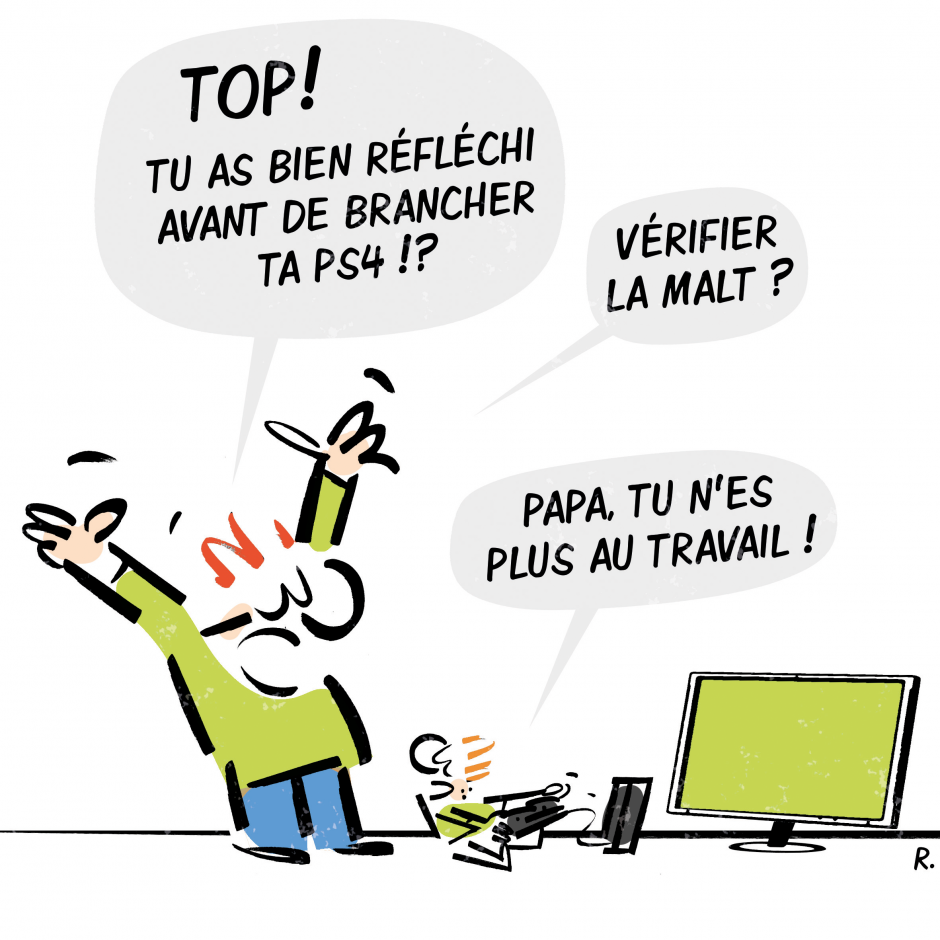 TOP!
TU AS BIEN RÉFLÉCHI
AVANT DE BRANCHER
TA PS4 !?
VÉRIFIER
LA MALT ?
PAPA, TU N'ES
PLUS AU TRAVAIL !
R.